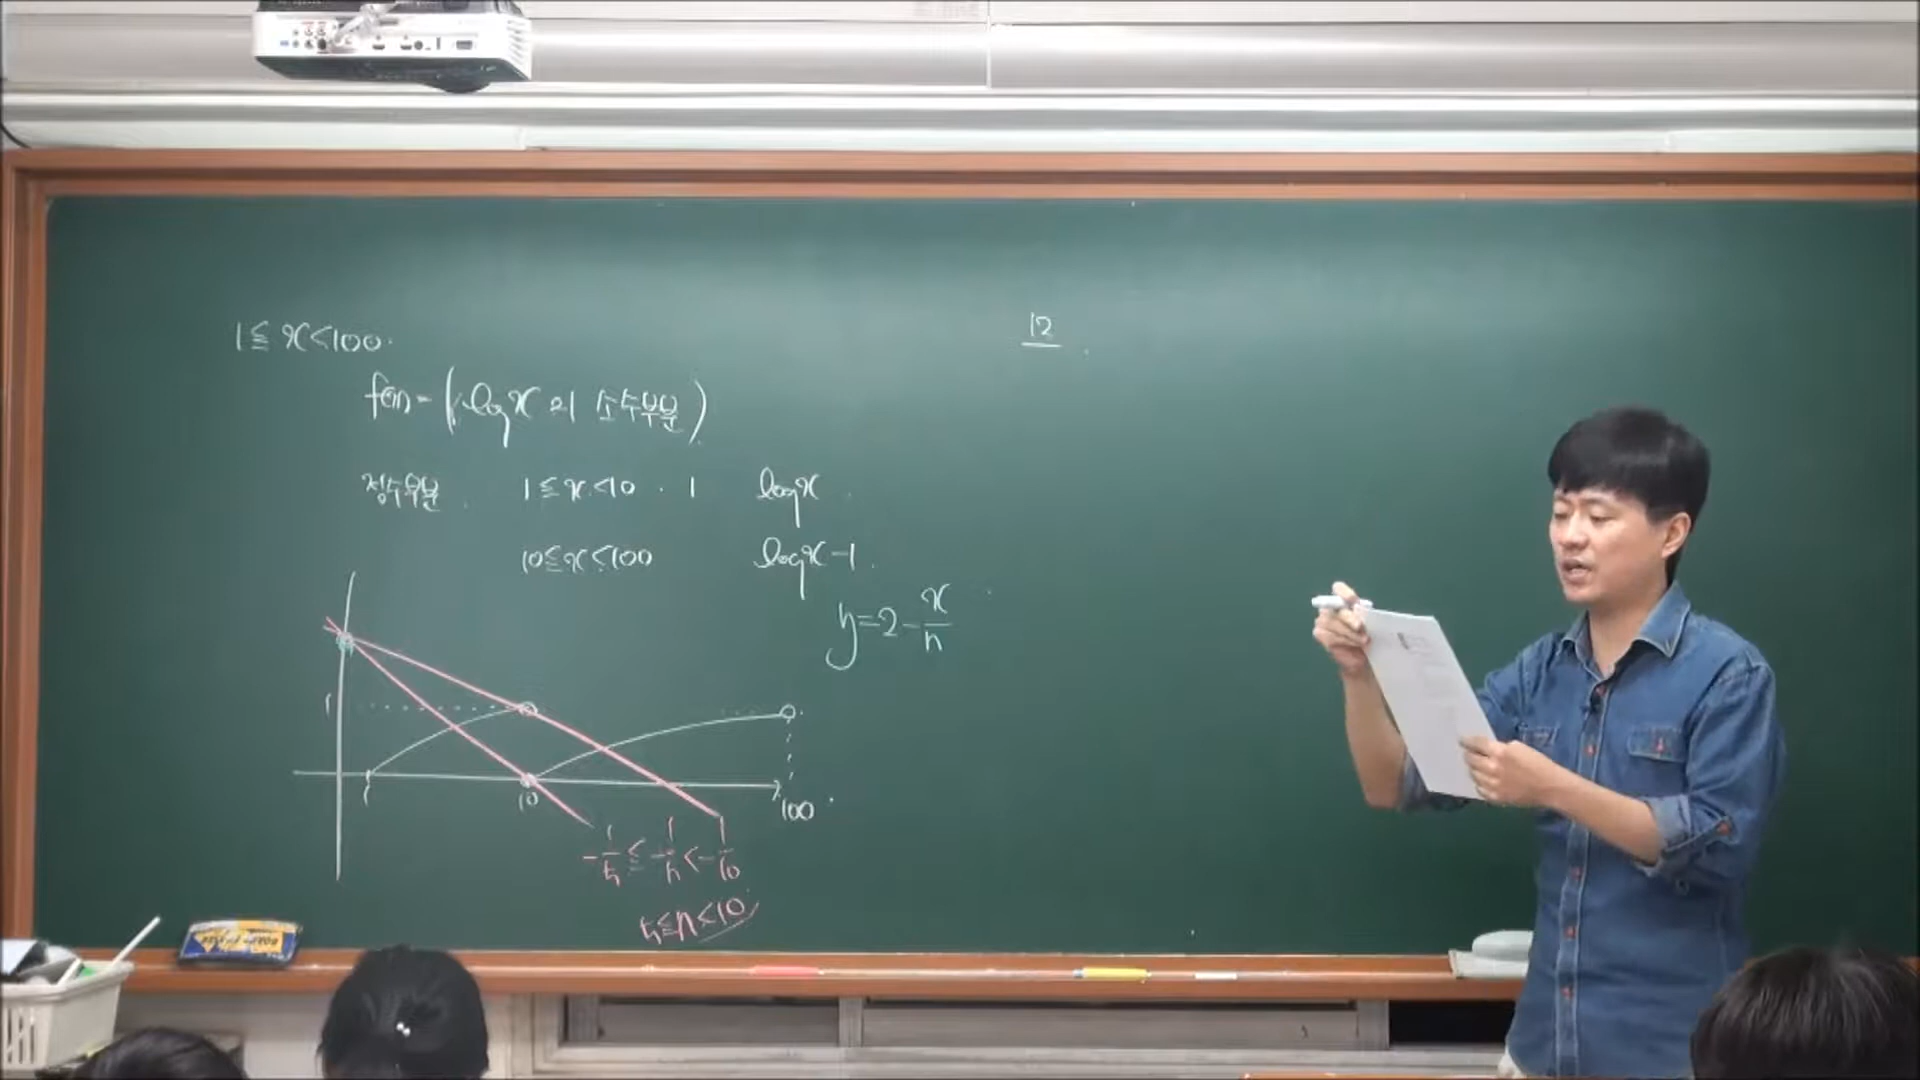 1 ≦ x < 100.
f(x) = (log x 의 소수부분)
정수부분. 1 ≦ x < 10 . 1 log x
10 ≦ x < 100 log x - 1.
y = 2 - x/n
1
1 10 100
-1/5 ≦ -1/n < -1/10
5 ≦ n < 10
12